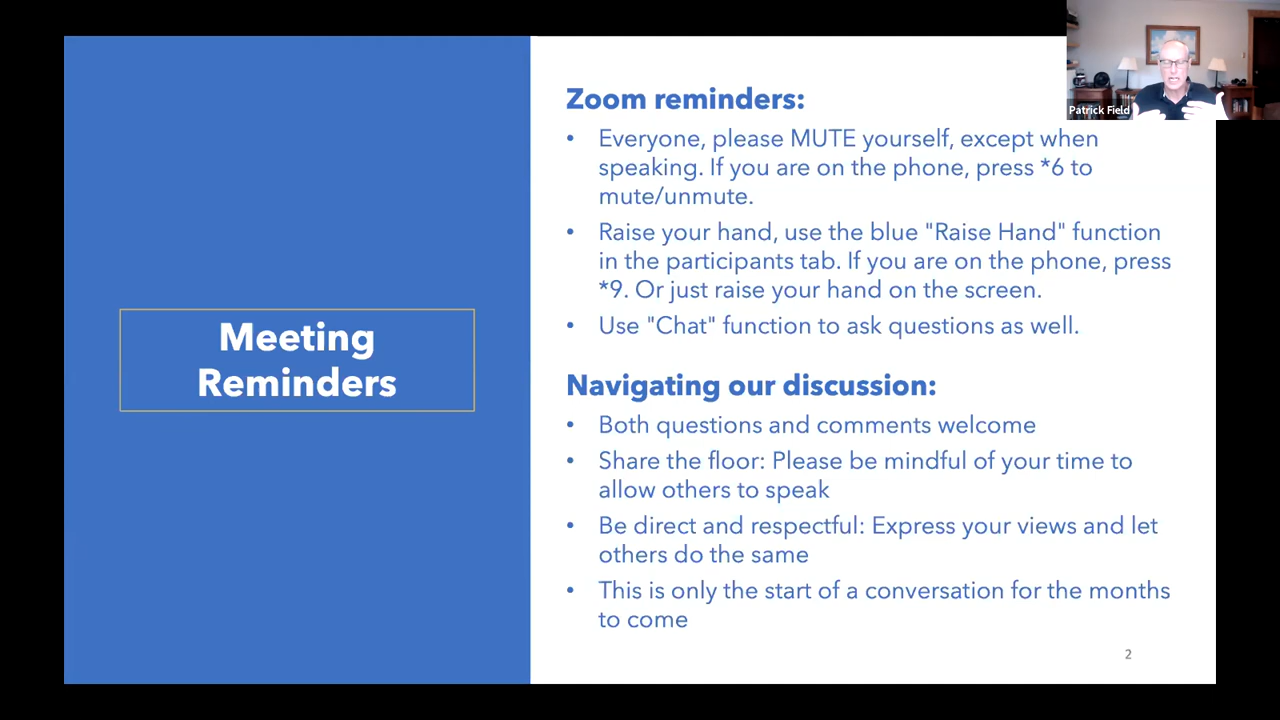 Patrick Field
Meeting
Reminders
Zoom reminders:
• Everyone, please MUTE yourself, except when
speaking. If you are on the phone, press *6 to
mute/unmute.
• Raise your hand, use the blue "Raise Hand" function
in the participants tab. If you are on the phone, press
*9. Or just raise your hand on the screen.
• Use "Chat" function to ask questions as well.
Navigating our discussion:
• Both questions and comments welcome
• Share the floor: Please be mindful of your time to
allow others to speak
• Be direct and respectful: Express your views and let
others do the same
• This is only the start of a conversation for the months
to come
2